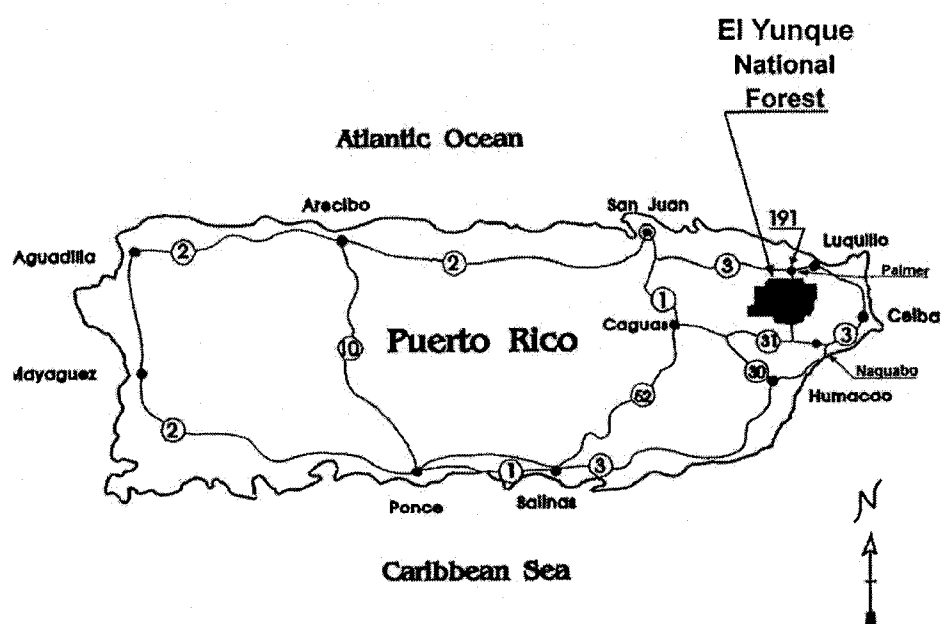 El Yunque
National
Forest
Atlantic Ocean
Arecibo
San Juan
191
Luquillo
Aguadilla
2
2
3
Palmer
1
Ceiba
Caguas
Puerto Rico
10
31
3
Mayaguez
30
Naguabo
52
Humacao
2
1
3
Ponce
Salinas
N
Caribbean Sea